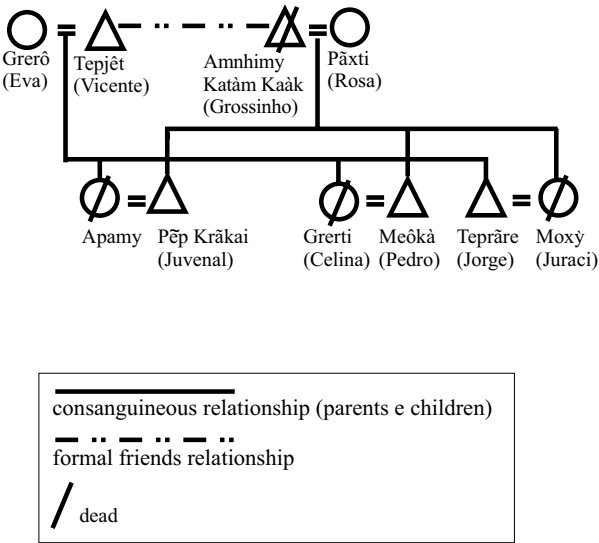 Grerô
(Eva)
Tepjêt
(Vicente)
Amnhimy
Katàm Kaàk
(Grossinho)
Pãxti
(Rosa)
Apamy
Pẽp Krãkai
(Juvenal)
Grerti
(Celina)
Meôkà
(Pedro)
Teprãre
(Jorge)
Moxỳ
(Juraci)
consanguineous relationship (parents e children)
formal friends relationship
dead